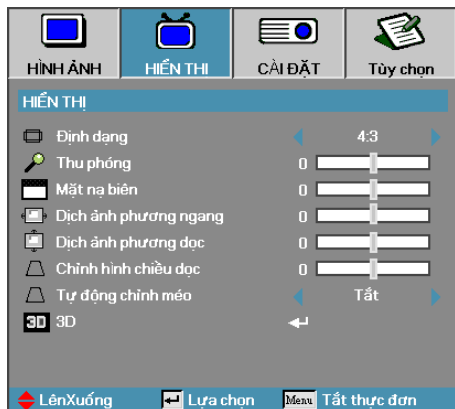 HÌNH ẢNH HIỂN THỊ CÀI ĐẶT Tùy chọn
HIỂN THỊ
Định dạng 4:3
Thu phóng 0
Mặt nạ biên 0
Dịch ảnh phương ngang 0
Dịch ảnh phương dọc 0
Chỉnh hình chiều dọc 0
Tự động chỉnh méo Tắt
3D 3D
LênXuống Lựa chọn Menu Tắt thực đơn